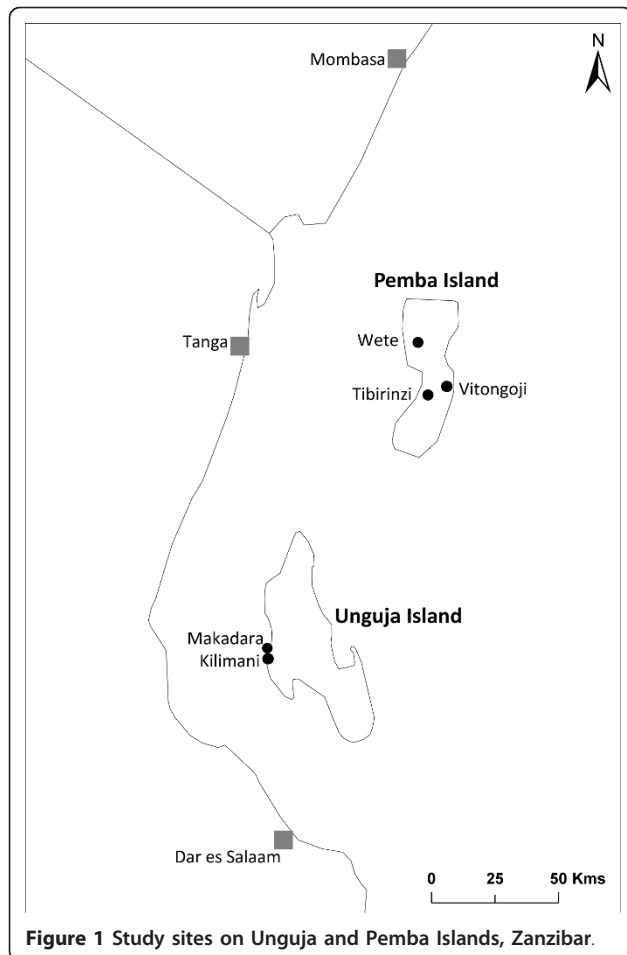 N
Mombasa
Pemba Island
Tanga
Wete
Tibirinzi
Vitongoji
Unguja Island
Makadara
Kilimani
Dar es Salaam
0 25 50 Kms
Figure 1 Study sites on Unguja and Pemba Islands, Zanzibar.